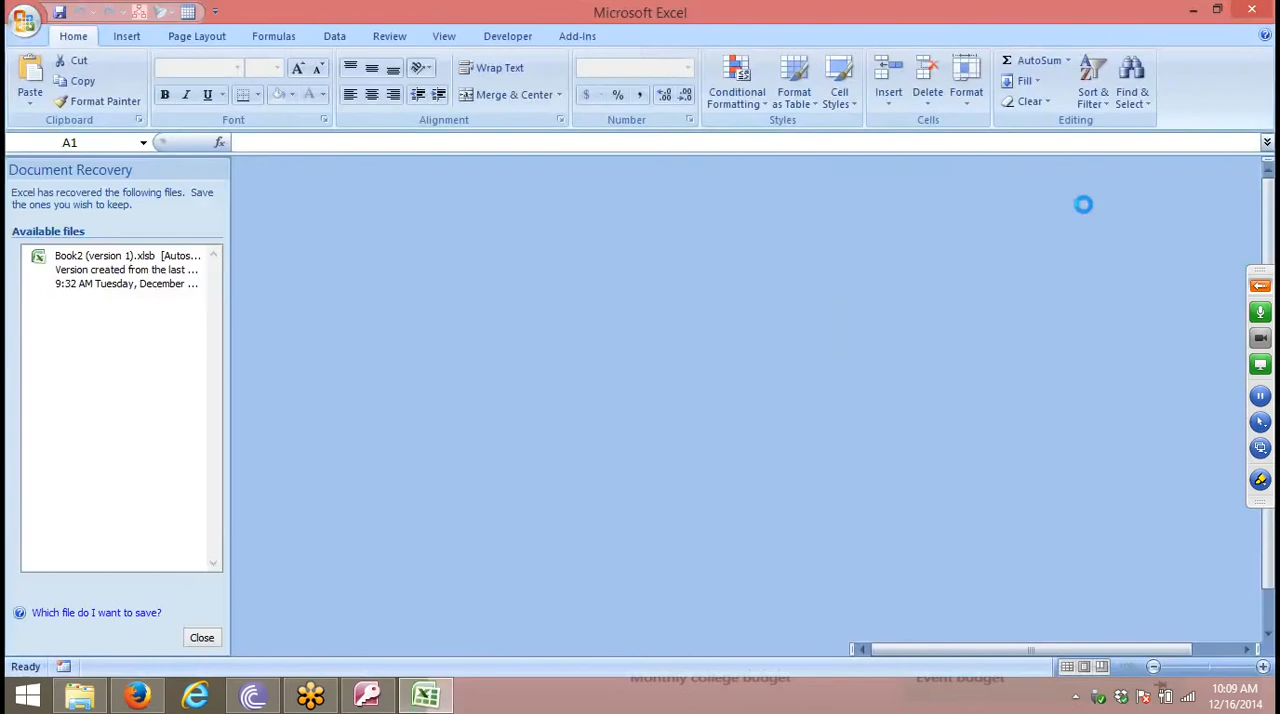 Microsoft Excel
Home Insert Page Layout Formulas Data Review View Developer Add-Ins
Paste
Cut
Copy
Format Painter
Clipboard
B I U
Font
Wrap Text
Merge & Center
Alignment
$ % ,
Number
Conditional Formatting
Format as Table
Cell Styles
Styles
Insert
Delete
Format
Cells
Σ AutoSum
Fill
Clear
Sort & Filter
Find & Select
Editing
A1
fx
Document Recovery
Excel has recovered the following files. Save
the ones you wish to keep.
Available files
Book2 (version 1).xlsb [Autos...
Version created from the last ...
9:32 AM Tuesday, December ...
Which file do I want to save?
Close
Ready
Monthly college budget
Event budget
10:09 AM
12/16/2014